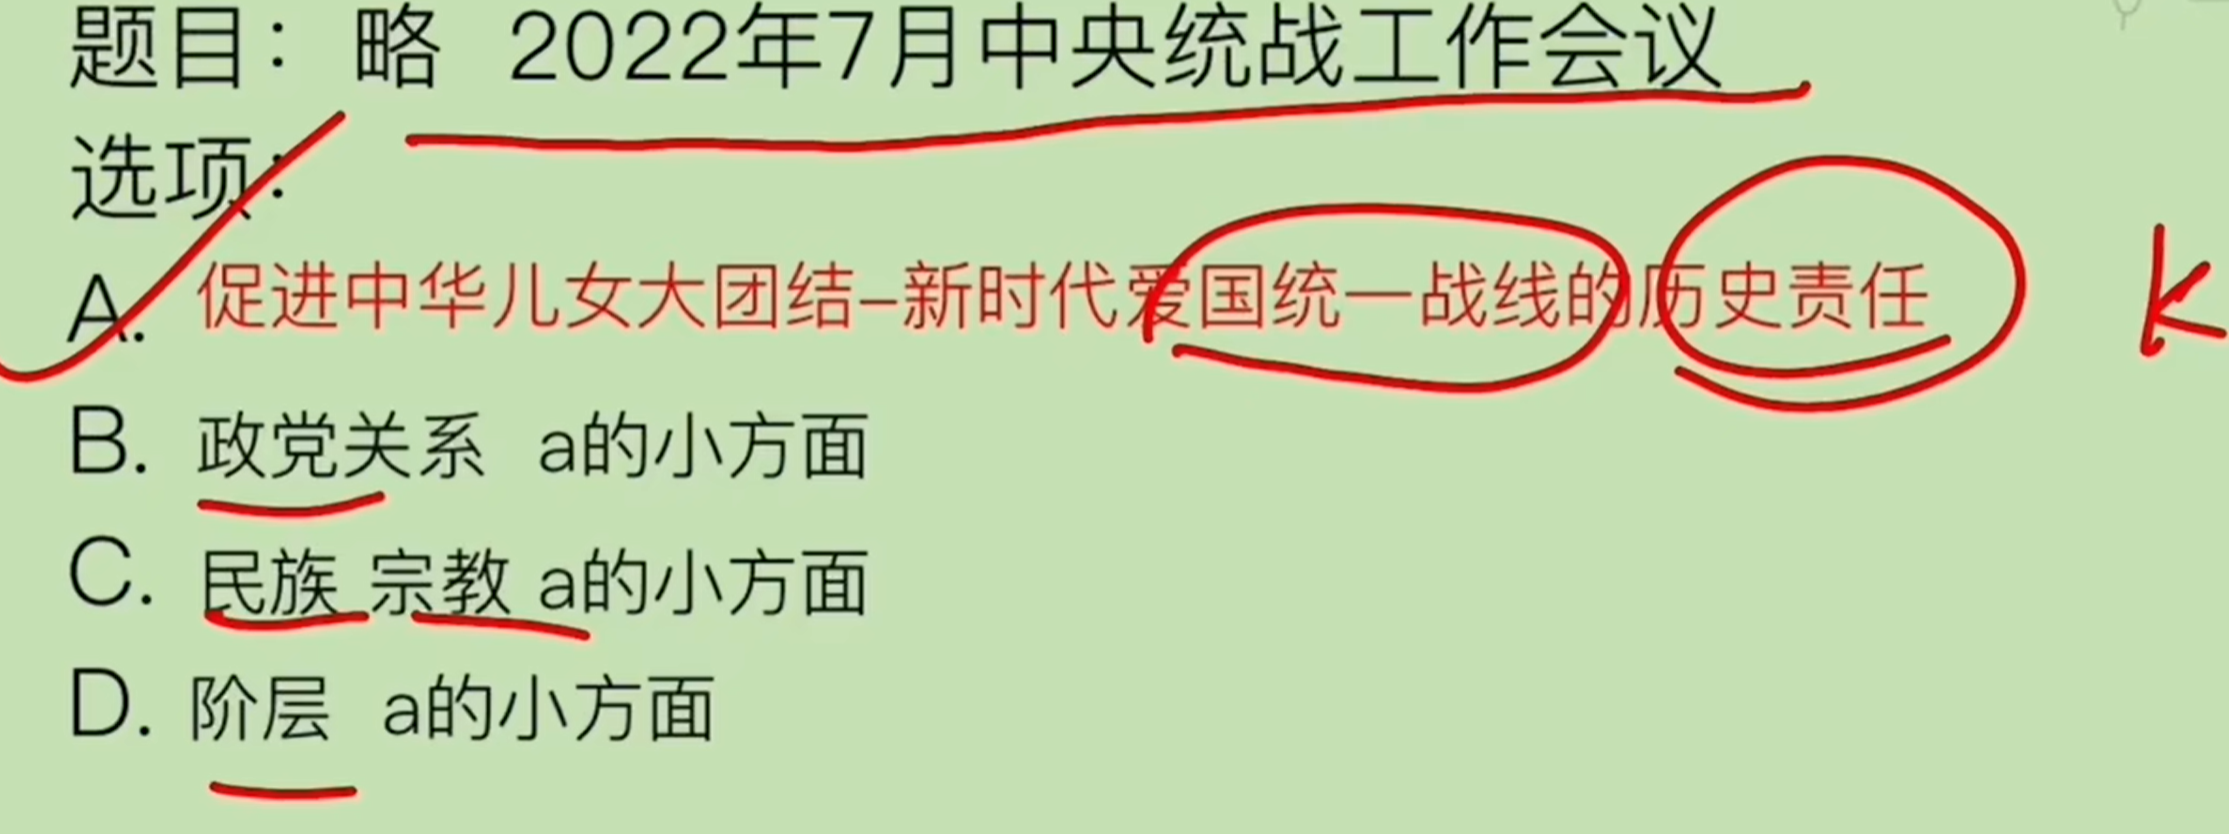 题目：略 2022年7月中央统战工作会议
选项：
A. 促进中华儿女大团结–新时代爱国统一战线的历史责任 K
B. 政党关系 a的小方面
C. 民族 宗教 a的小方面
D. 阶层 a的小方面